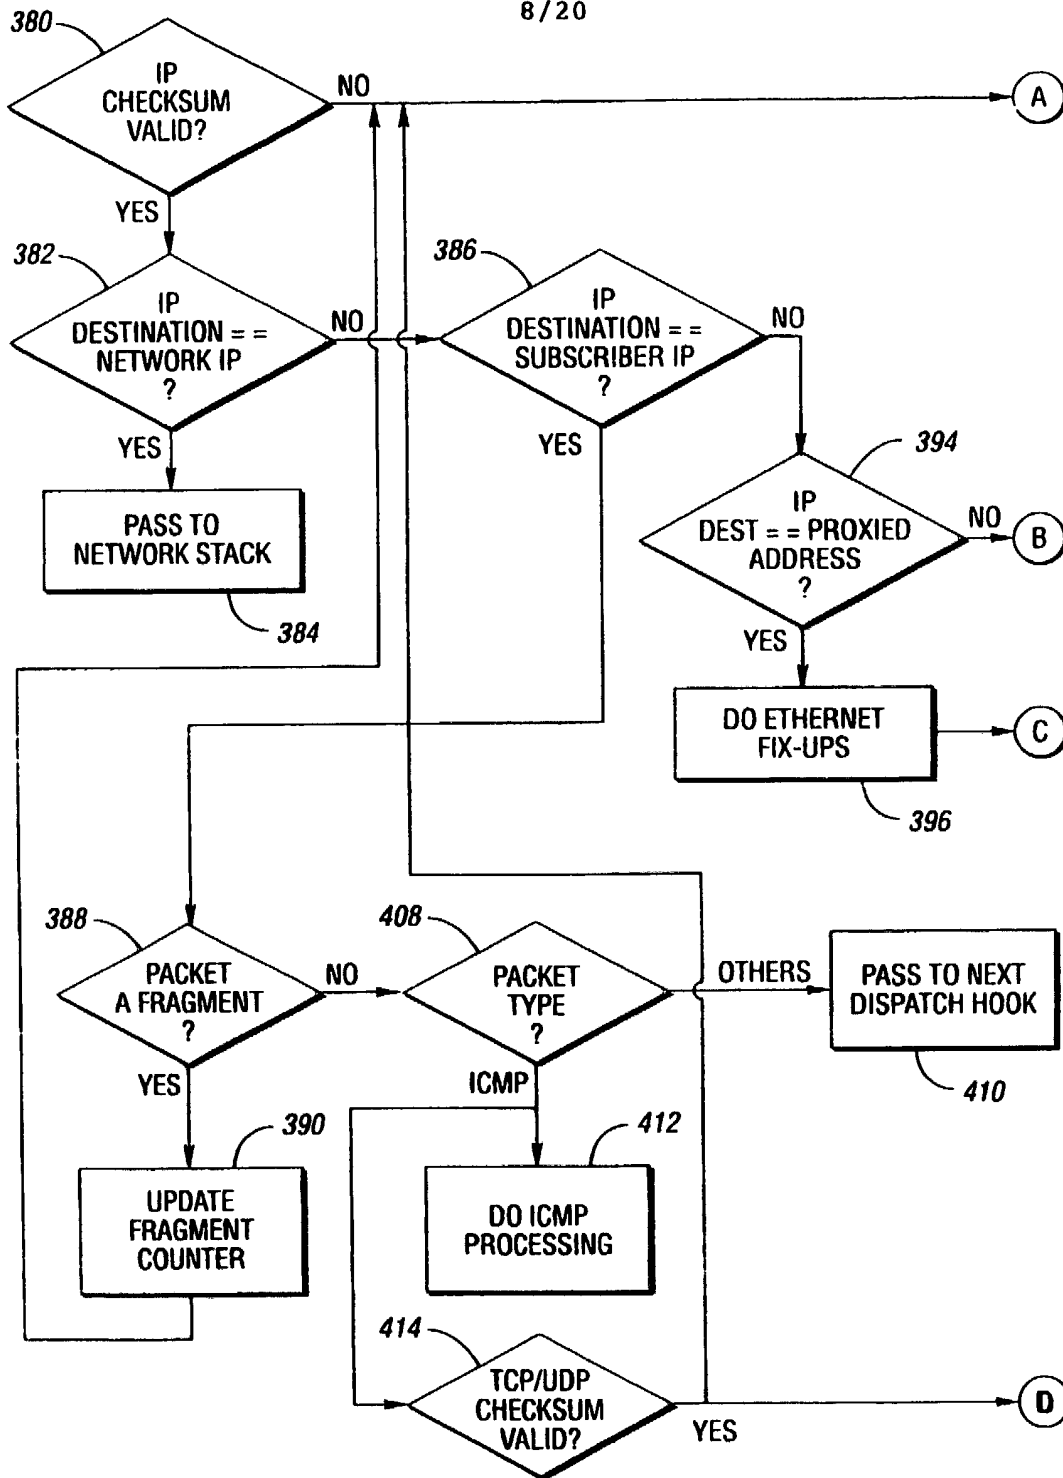 8/20
380
IP
CHECKSUM
VALID?
NO
A
YES
382
IP
DESTINATION ==
NETWORK IP
?
NO
386
IP
DESTINATION ==
SUBSCRIBER IP
?
NO
YES
PASS TO
NETWORK STACK
384
YES
394
IP
DEST == PROXIED
ADDRESS
?
NO
B
YES
DO ETHERNET
FIX-UPS
C
396
388
PACKET
A FRAGMENT
?
NO
408
PACKET
TYPE
?
OTHERS
PASS TO NEXT
DISPATCH HOOK
410
YES
ICMP
390
UPDATE
FRAGMENT
COUNTER
412
DO ICMP
PROCESSING
414
TCP/UDP
CHECKSUM
VALID?
YES
D